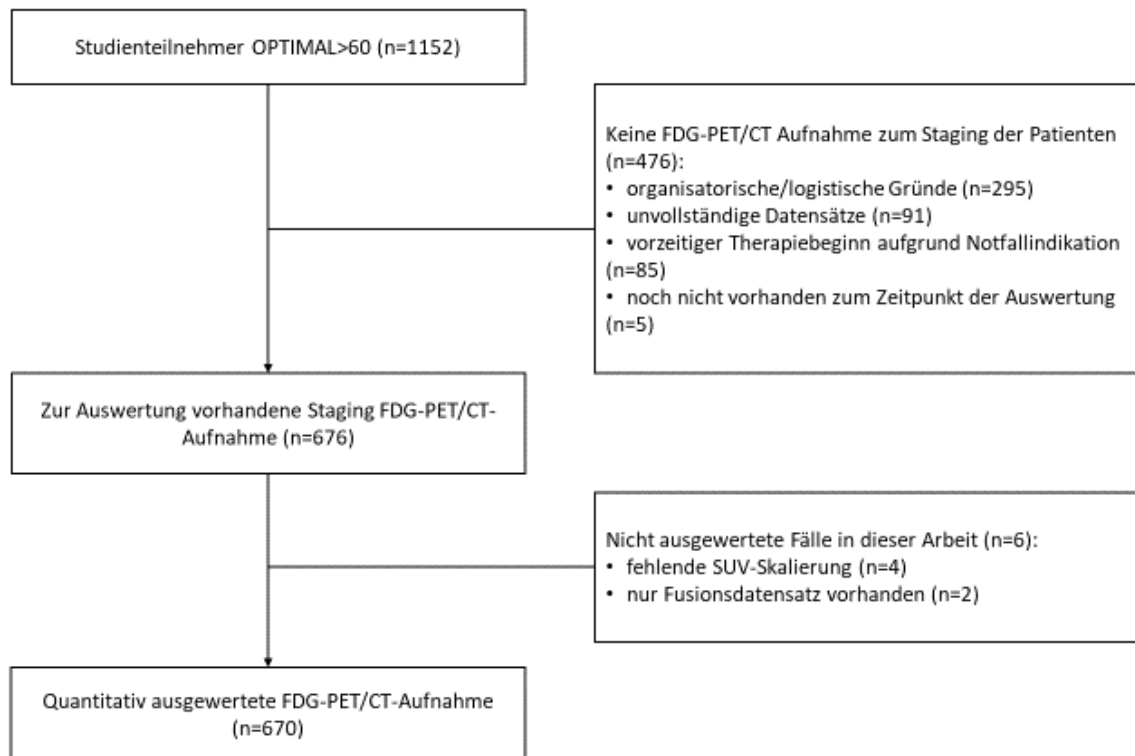 Studienteilnehmer OPTIMAL>60 (n=1152)
Keine FDG-PET/CT Aufnahme zum Staging der Patienten
(n=476):
• organisatorische/logistische Gründe (n=295)
• unvollständige Datensätze (n=91)
• vorzeitiger Therapiebeginn aufgrund Notfallindikation
(n=85)
• noch nicht vorhanden zum Zeitpunkt der Auswertung
(n=5)
Zur Auswertung vorhandene Staging FDG-PET/CT-
Aufnahme (n=676)
Nicht ausgewertete Fälle in dieser Arbeit (n=6):
• fehlende SUV-Skalierung (n=4)
• nur Fusionsdatensatz vorhanden (n=2)
Quantitativ ausgewertete FDG-PET/CT-Aufnahme
(n=670)